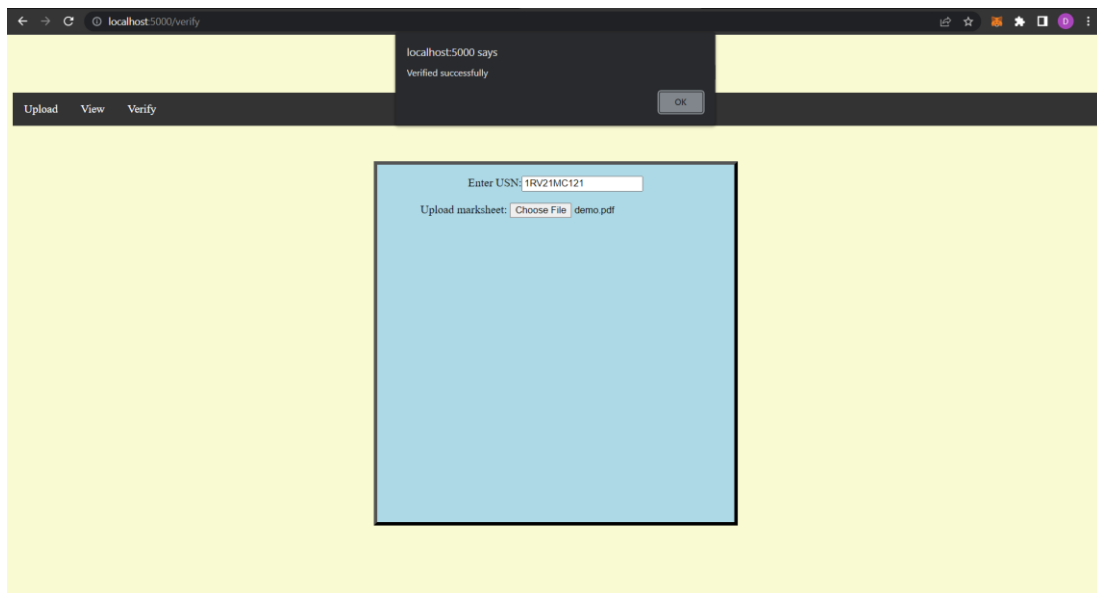 localhost:5000/verify
D
localhost:5000 says
Verified successfully
OK
Upload View Verify
Enter USN: 1RV21MC121
Upload marksheet: Choose File demo.pdf